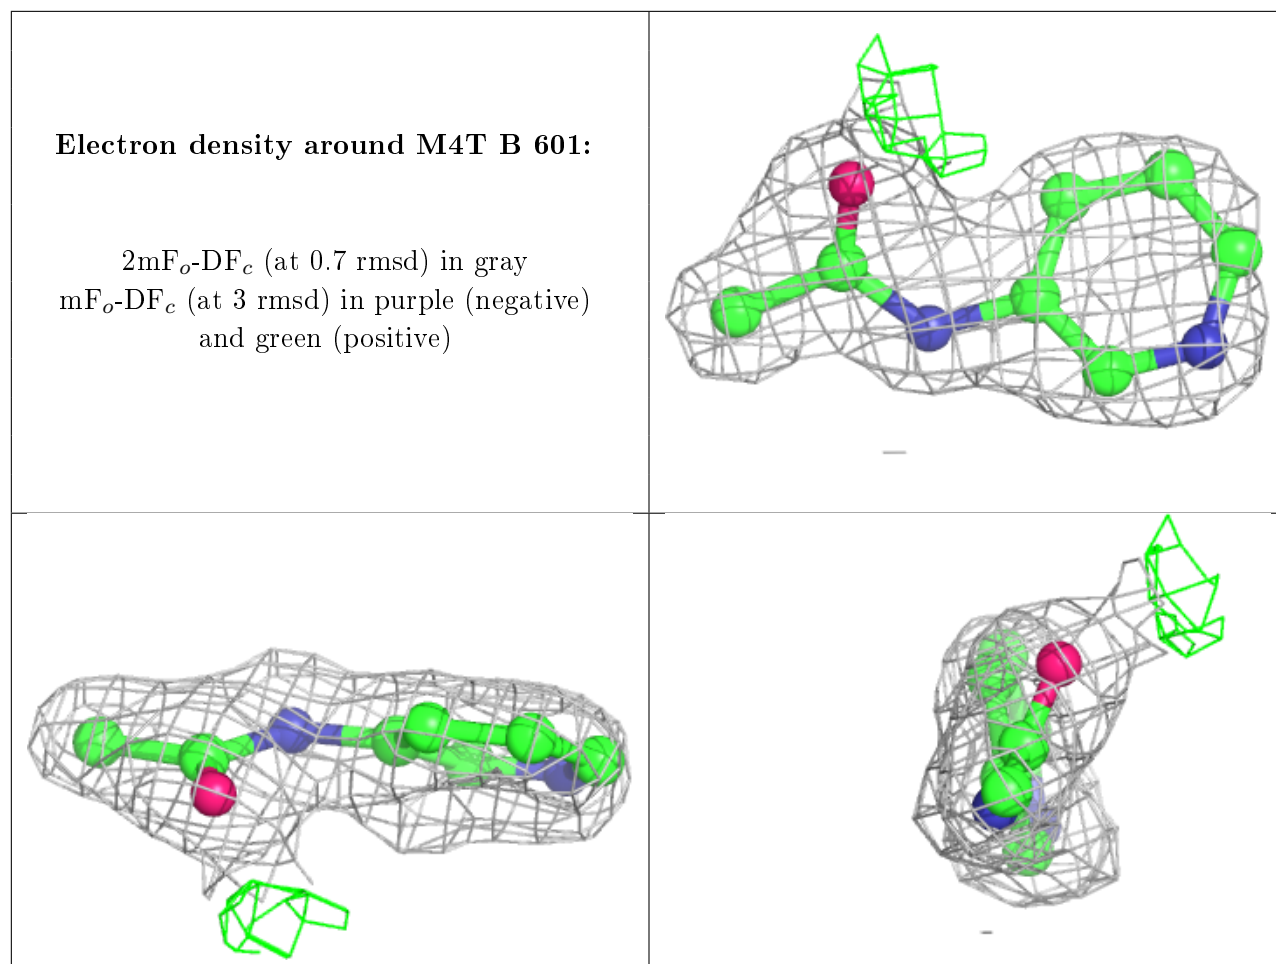 Electron density around M4T B 601:
2mFo-DFc (at 0.7 rmsd) in gray
mFo-DFc (at 3 rmsd) in purple (negative)
and green (positive)